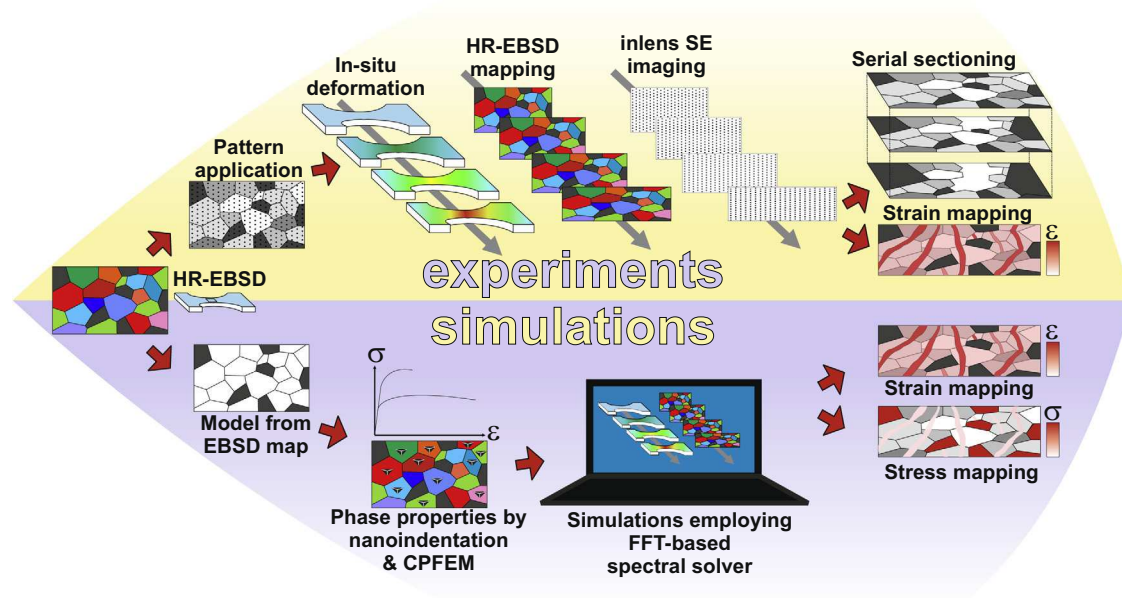 In-situ
deformation
HR-EBSD
mapping
inlens SE
imaging
Serial sectioning
Pattern
application
Strain mapping
ε
HR-EBSD
experiments
simulations
Model from
EBSD map
σ
ε
Phase properties by
nanoindentation
& CPFEM
Simulations employing
FFT-based
spectral solver
ε
Strain mapping
σ
Stress mapping